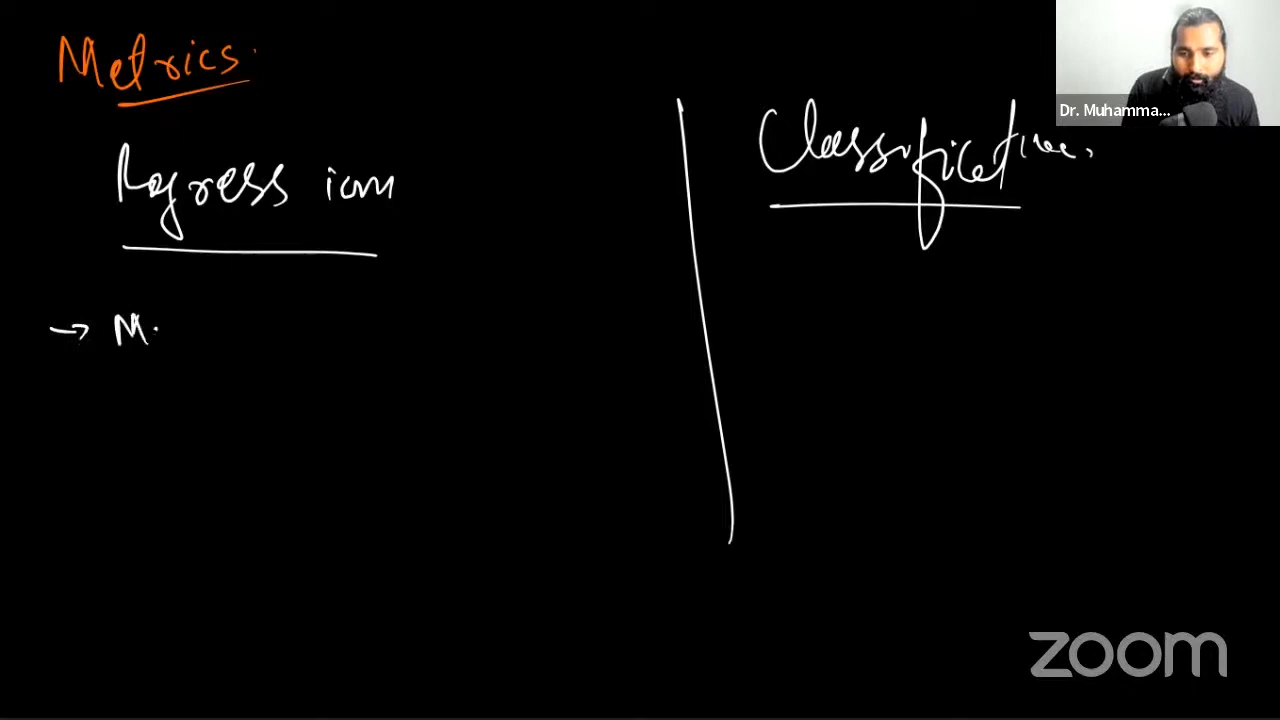 Metrics.
Regression
Classification.
→ M.
Dr. Muhamma...
zoom